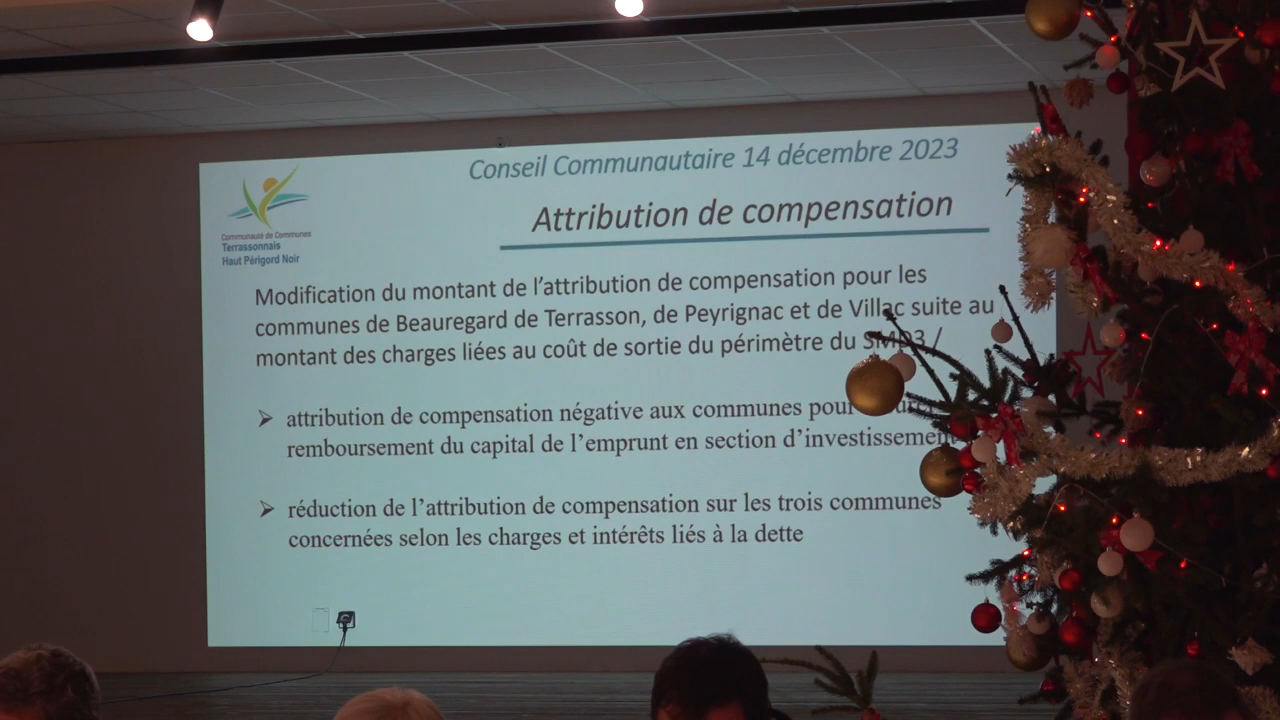 Conseil Communautaire 14 décembre 2023
Communauté de Communes
Terrassonnais
Haut Périgord Noir
Attribution de compensation
Modification du montant de l'attribution de compensation pour les
communes de Beauregard de Terrasson, de Peyrignac et de Villac suite au
montant des charges liées au coût de sortie du périmètre du SMD3 /
➢ attribution de compensation négative aux communes pour
remboursement du capital de l'emprunt en section d'investissement
➢ réduction de l'attribution de compensation sur les trois communes
concernées selon les charges et intérêts liés à la dette